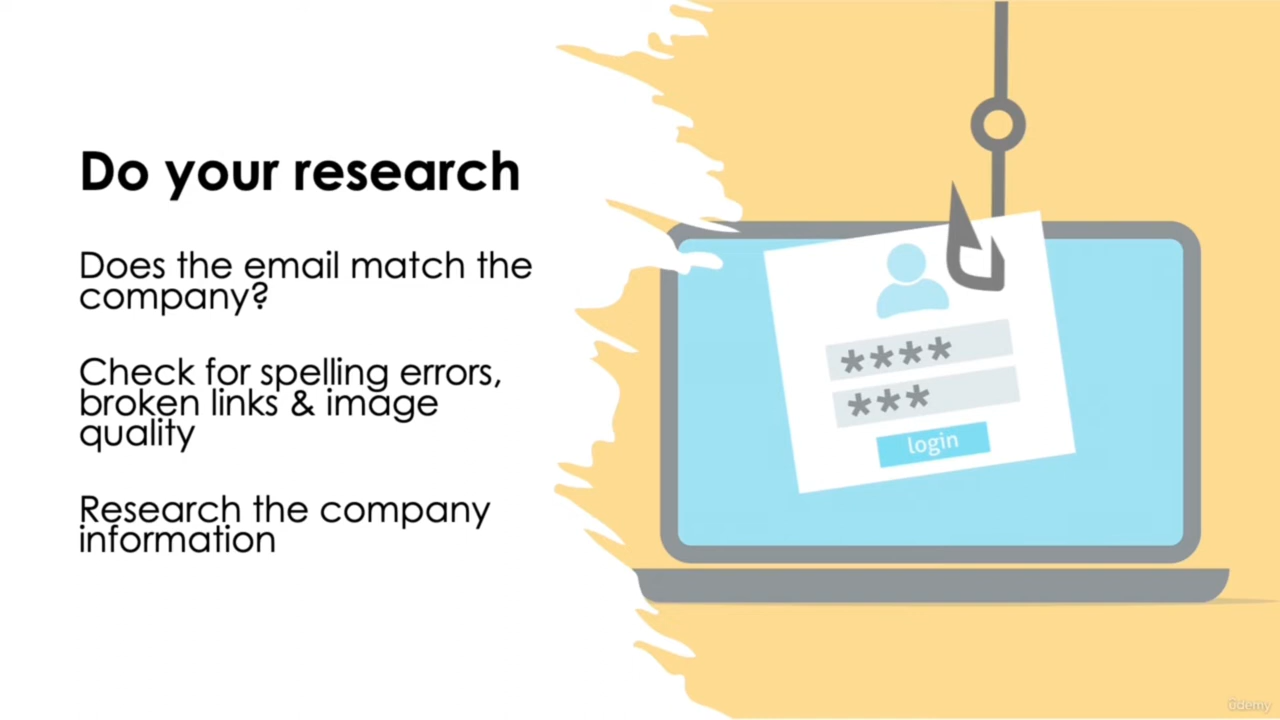 Do your research
Does the email match the
company?
Check for spelling errors,
broken links & image
quality
Research the company
information
****
***
login
Udemy